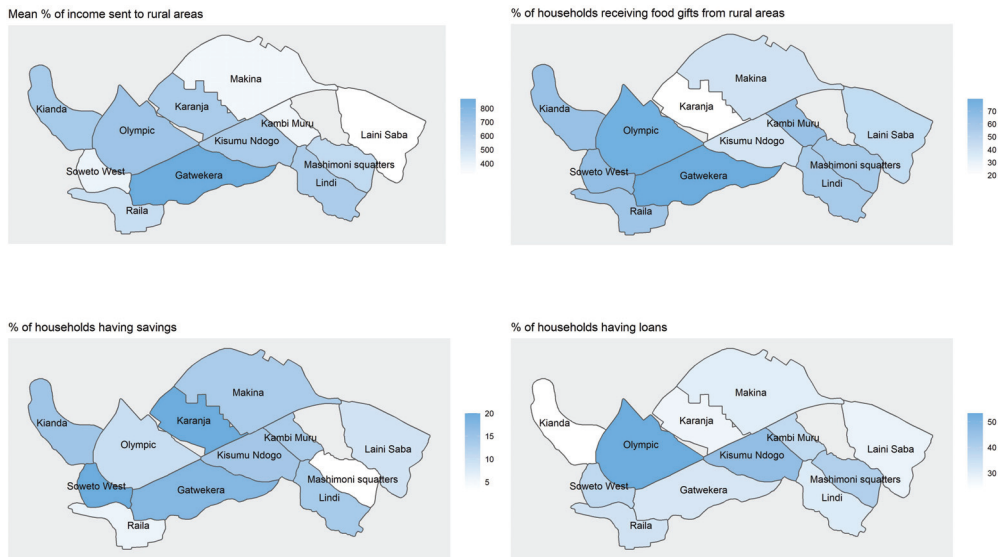 Mean % of income sent to rural areas
Makina
Kianda
Karanja
Olympic
Kambi Muru
Laini Saba
Kisumu Ndogo
Soweto West
Mashimoni squatters
Gatwekera
Lindi
Raila
800
700
600
500
400
% of households receiving food gifts from rural areas
Makina
Kianda
Karanja
Olympic
Kambi Muru
Laini Saba
Kisumu Ndogo
Soweto West
Mashimoni squatters
Gatwekera
Lindi
Raila
70
60
50
40
30
20
% of households having savings
Makina
Kianda
Karanja
Olympic
Kambi Muru
Laini Saba
Kisumu Ndogo
Soweto West
Mashimoni squatters
Gatwekera
Lindi
Raila
20
15
10
5
% of households having loans
Makina
Kianda
Karanja
Olympic
Kambi Muru
Laini Saba
Kisumu Ndogo
Soweto West
Mashimoni squatters
Gatwekera
Lindi
Raila
50
40
30